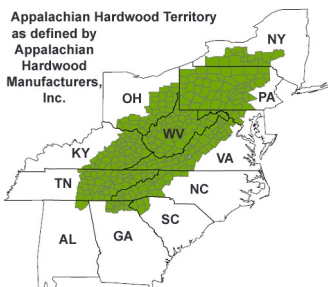 Appalachian Hardwood Territory
as defined by
Appalachian
Hardwood
Manufacturers,
Inc.
NY
OH
PA
WV
KY
VA
TN
NC
SC
AL
GA